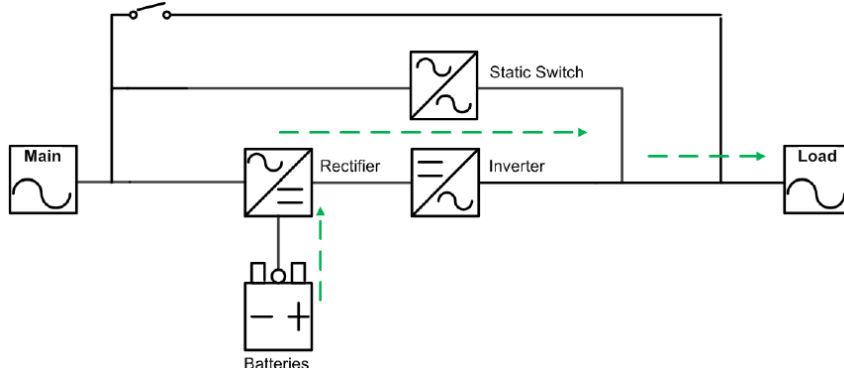 Static Switch
Main
Rectifier
Inverter
Load
Batteries